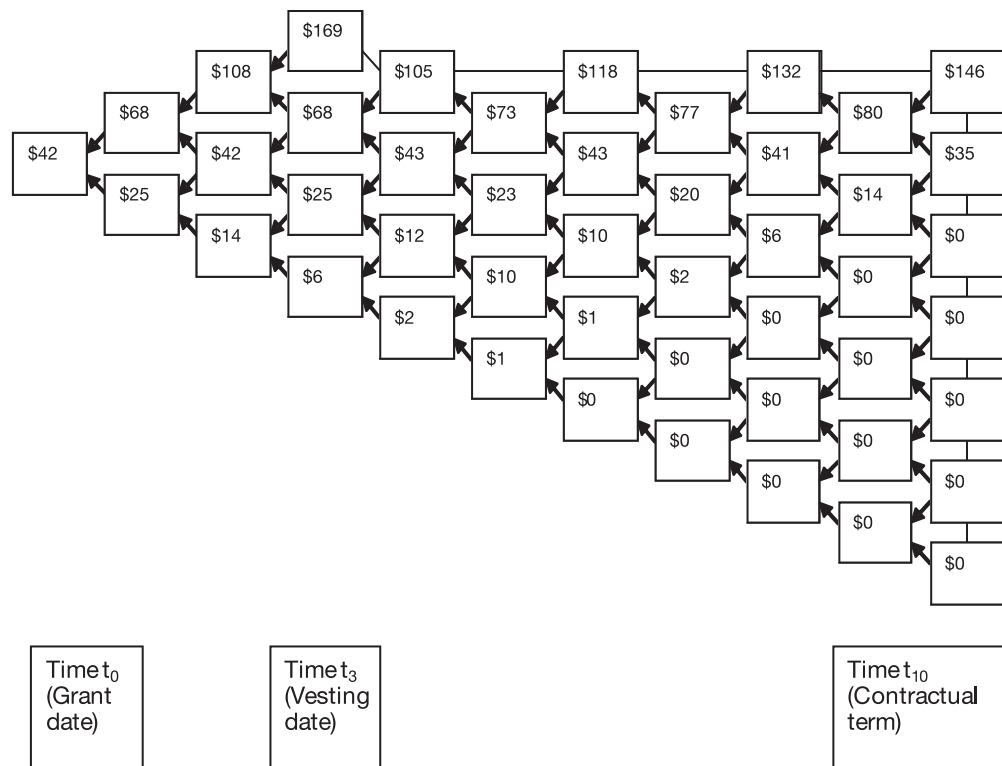 $169
$108 $105 $118 $132 $146
$68 $68 $73 $77 $80
$42 $42 $43 $43 $41 $35
$25 $25 $23 $20 $14
$14 $12 $10 $6 $0
$6 $10 $2 $0
$2 $1 $0 $0
$1 $0 $0
$0 $0 $0
$0 $0
$0 $0
$0
$0
Time t₀
(Grant
date)
Time t₃
(Vesting
date)
Time t₁₀
(Contractual
term)